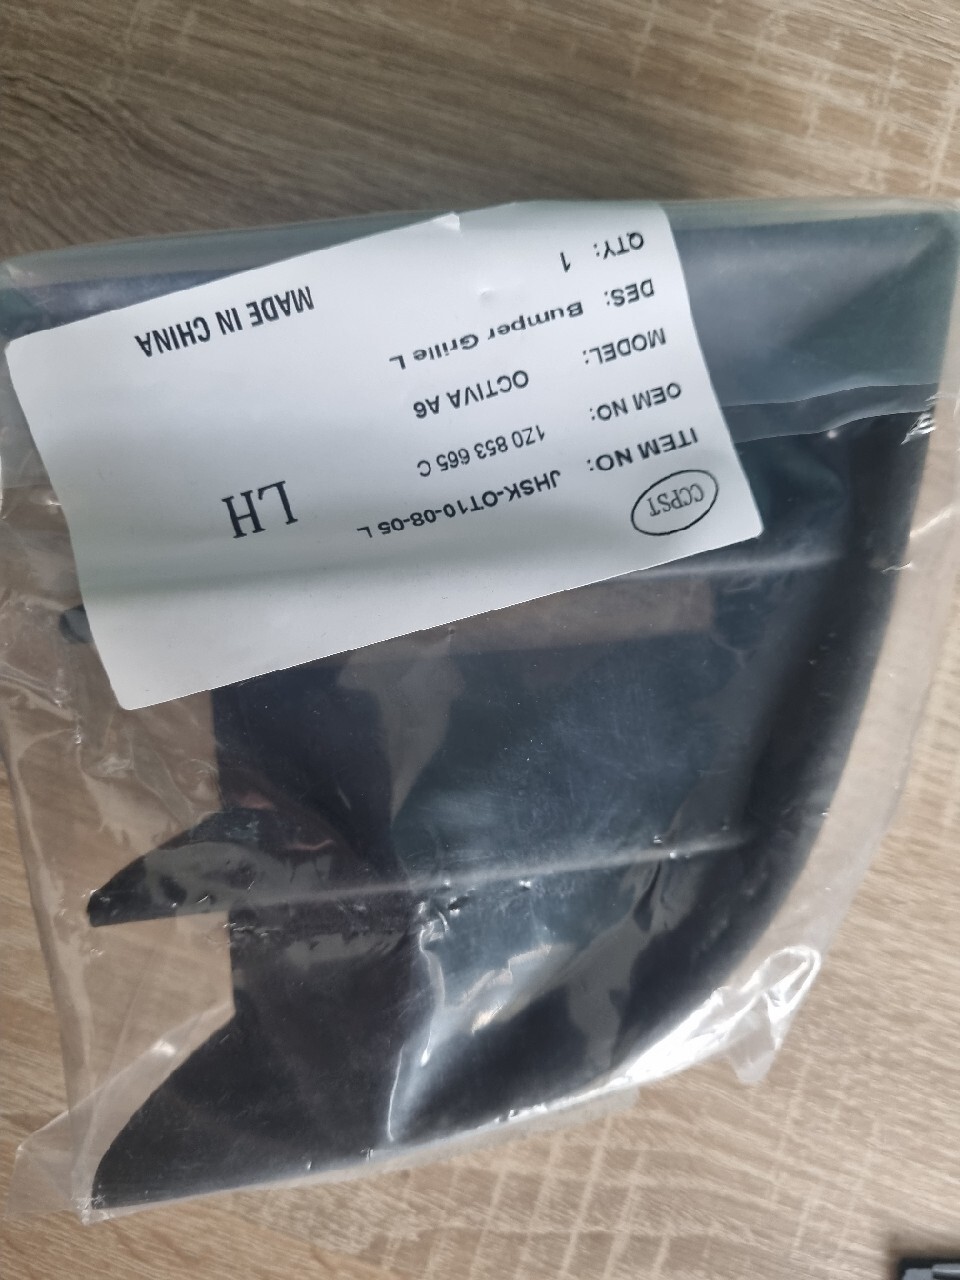 CCPST
ITEM NO: JHSK-OT10-08-05 L
OEM NO: 1Z0 853 665 C
LH
MODEL: OCTIVA A6
DES: Bumper Grille L
QTY: 1
MADE IN CHINA